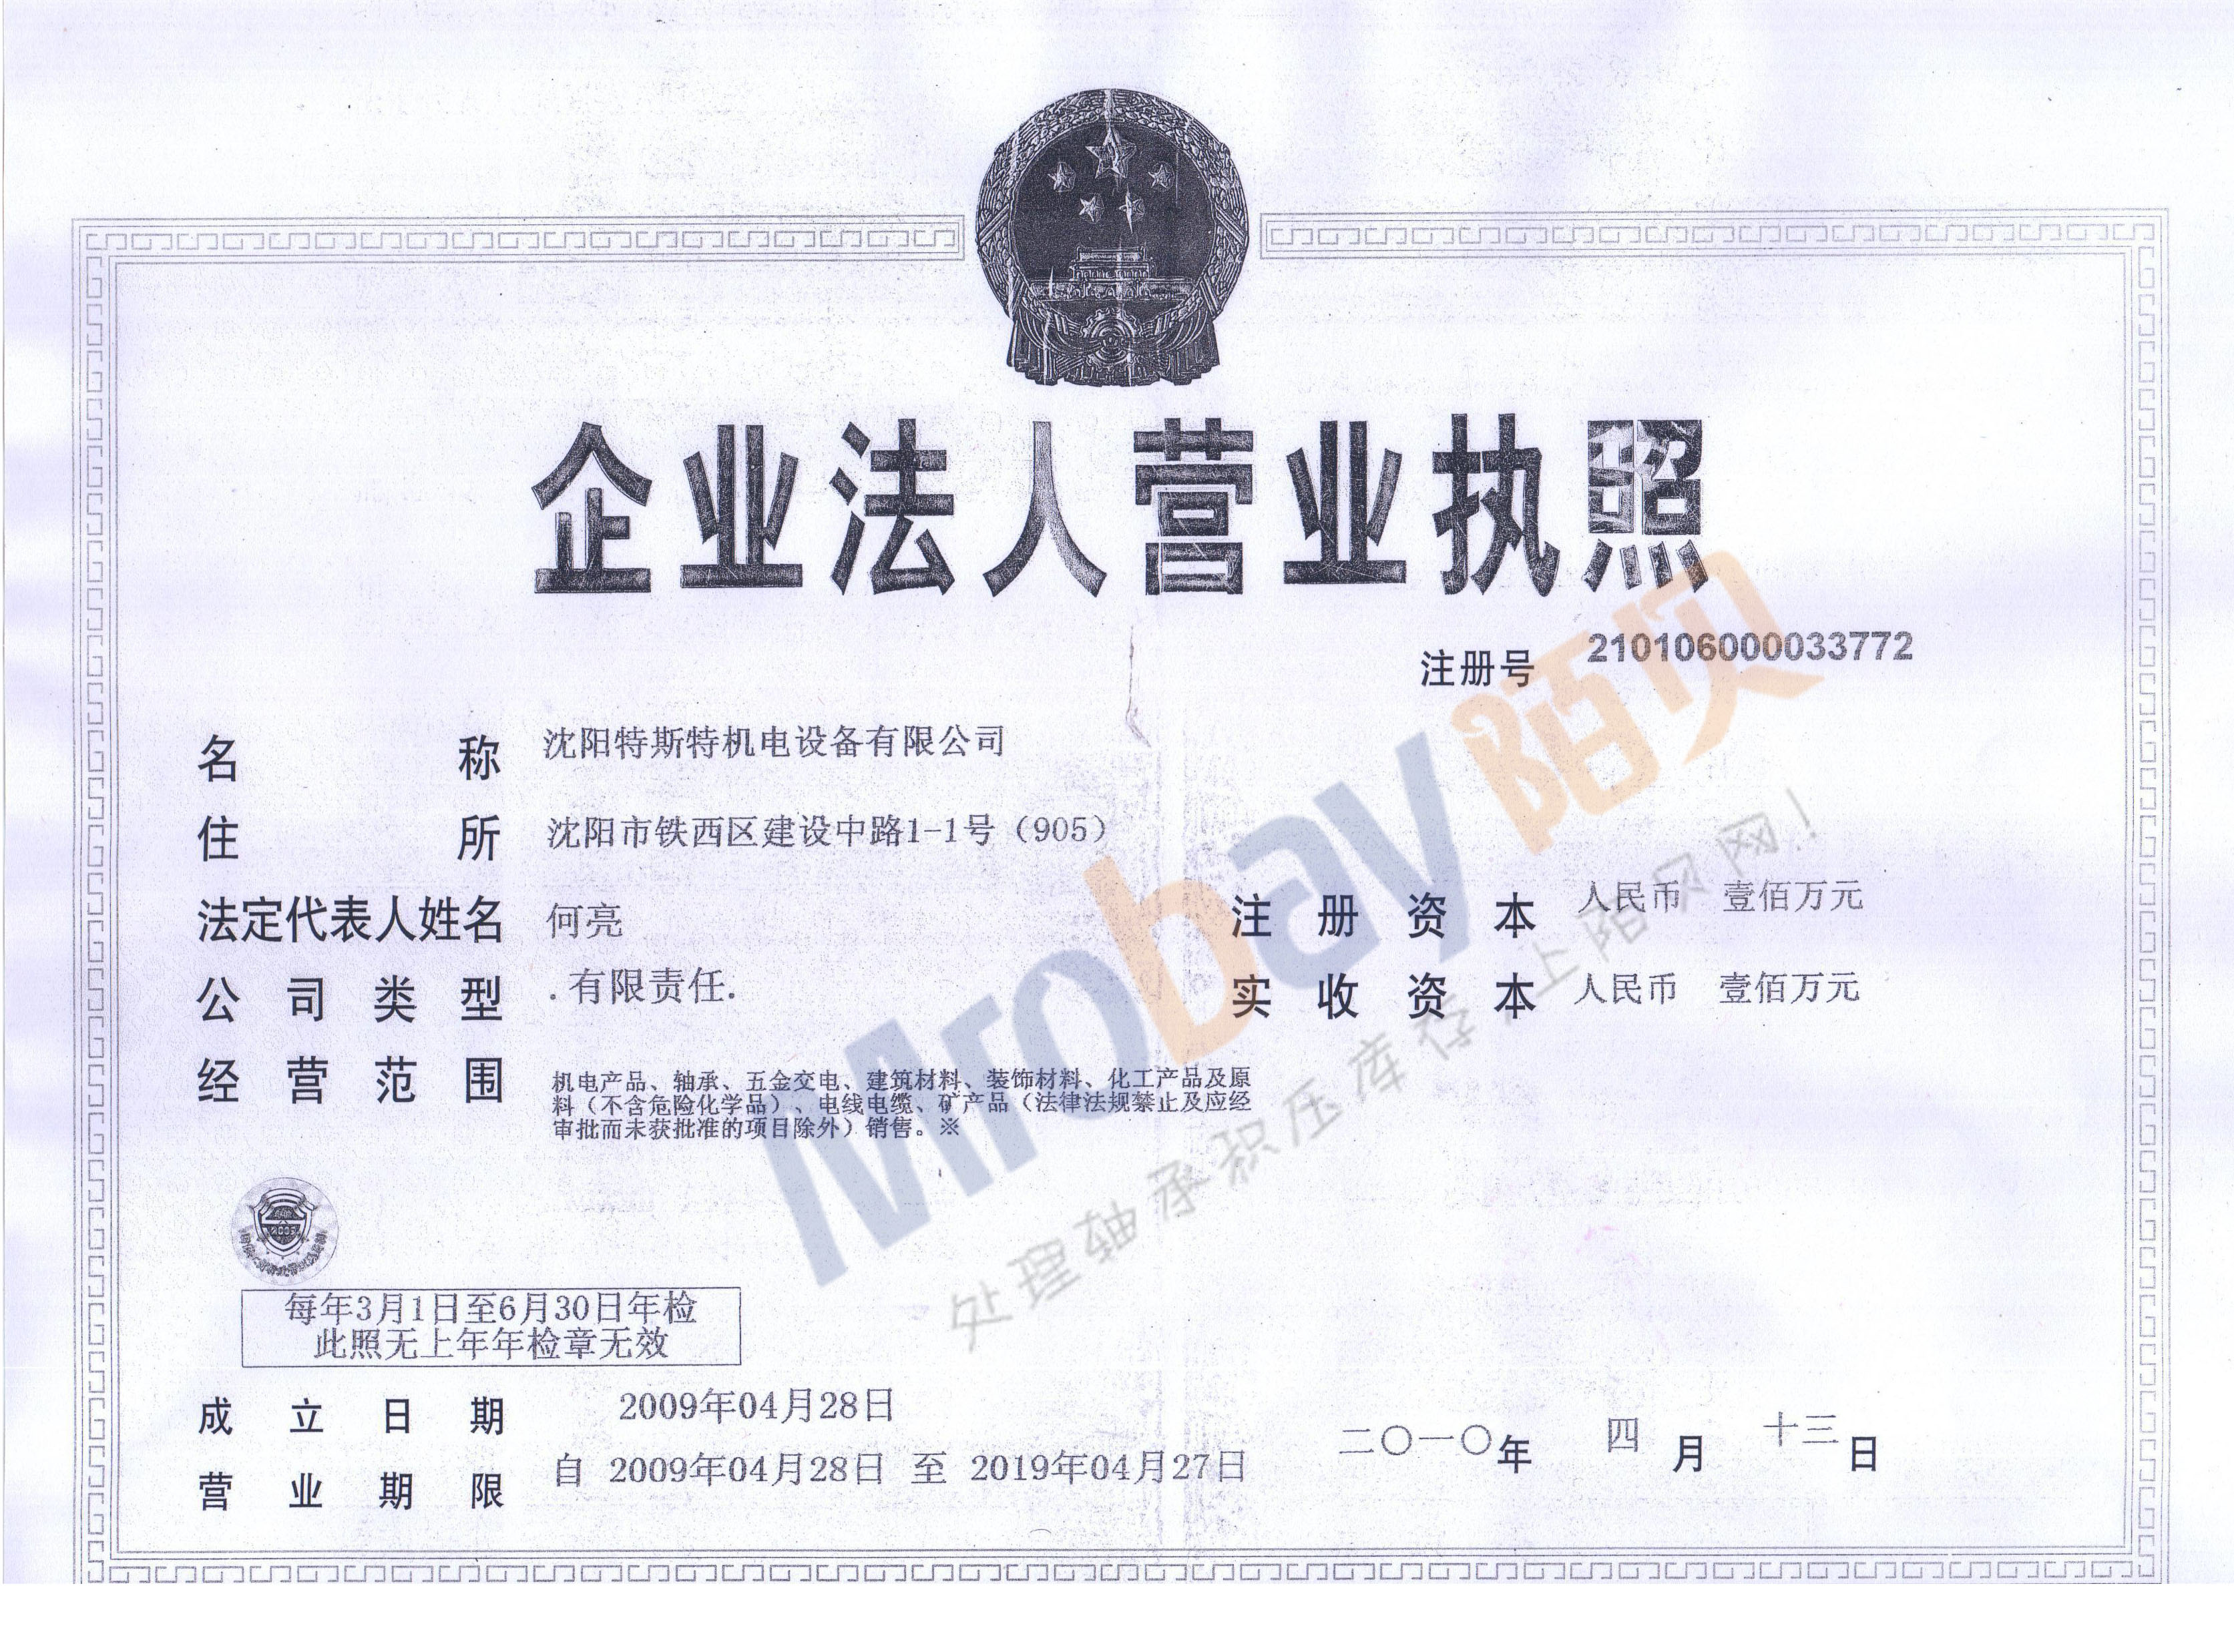 企业法人营业执照
注册号 210106000033772
名称 沈阳特斯特机电设备有限公司
住所 沈阳市铁西区建设中路1-1号（905）
法定代表人姓名 何亮
注册资本 人民币 壹佰万元
公司类型 .有限责任.
实收资本 人民币 壹佰万元
经营范围 机电产品、轴承、五金交电、建筑材料、装饰材料、化工产品及原
料（不含危险化学品）、电线电缆、矿产品（法律法规禁止及应经
审批而未获批准的项目除外）销售。※
每年3月1日至6月30日年检
此照无上年年检章无效
成立日期 2009年04月28日
营业期限 自 2009年04月28日 至 2019年04月27日
二〇一〇年 四月 十三日
Mrobay陌贝
处理轴承积压库存，上陌贝网！